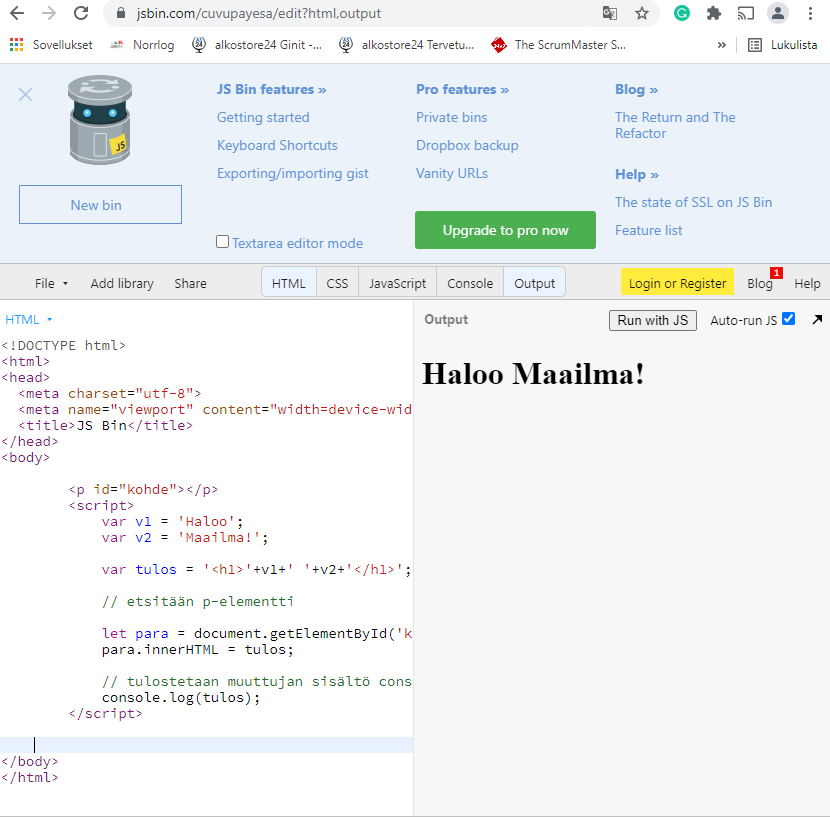 jsbin.com/cuvupayesa/edit?html,output
Sovellukset Norrlog alkostore24 Ginit -... alkostore24 Tervetu... The ScrumMaster S... » Lukulista
JS Bin features »
Getting started
Keyboard Shortcuts
Exporting/importing gist
Textarea editor mode
Pro features »
Private bins
Dropbox backup
Vanity URLs
Upgrade to pro now
Blog »
The Return and The
Refactor
Help »
The state of SSL on JS Bin
Feature list
JS
New bin
File Add library Share HTML CSS JavaScript Console Output Login or Register Blog 1 Help
HTML
<!DOCTYPE html>
<html>
<head>
  <meta charset="utf-8">
  <meta name="viewport" content="width=device-wid
  <title>JS Bin</title>
</head>
<body>
        <p id="kohde"></p>
        <script>
            var v1 = 'Haloo';
            var v2 = 'Maailma!';
            var tulos = '<h1>'+v1+' '+v2+'</h1>';
            // etsitään p-elementti
            let para = document.getElementById('k
            para.innerHTML = tulos;
            // tulostetaan muuttujan sisältö cons
            console.log(tulos);
        </script>
</body>
</html>
Output Run with JS Auto-run JS
Haloo Maailma!